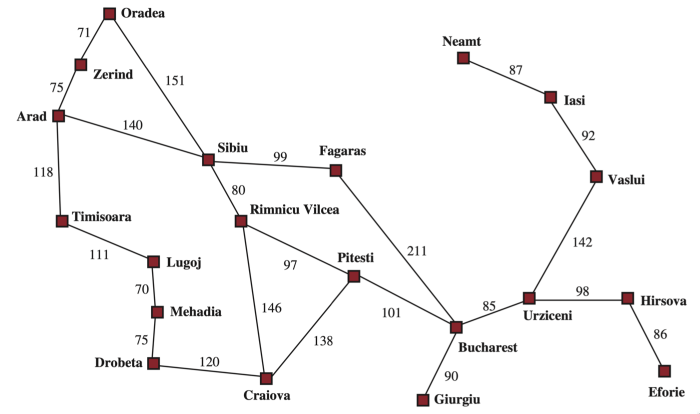 Oradea
71
Neamt
Zerind
87
151
75
Iasi
Arad
140
92
Sibiu
Fagaras
99
118
Vaslui
80
Timisoara
Rimnicu Vilcea
142
111
211
Lugoj
97
Pitesti
70
98
Hirsova
Mehadia
146
101
85
Urziceni
86
75
138
Bucharest
Drobeta
120
90
Eforie
Craiova
Giurgiu